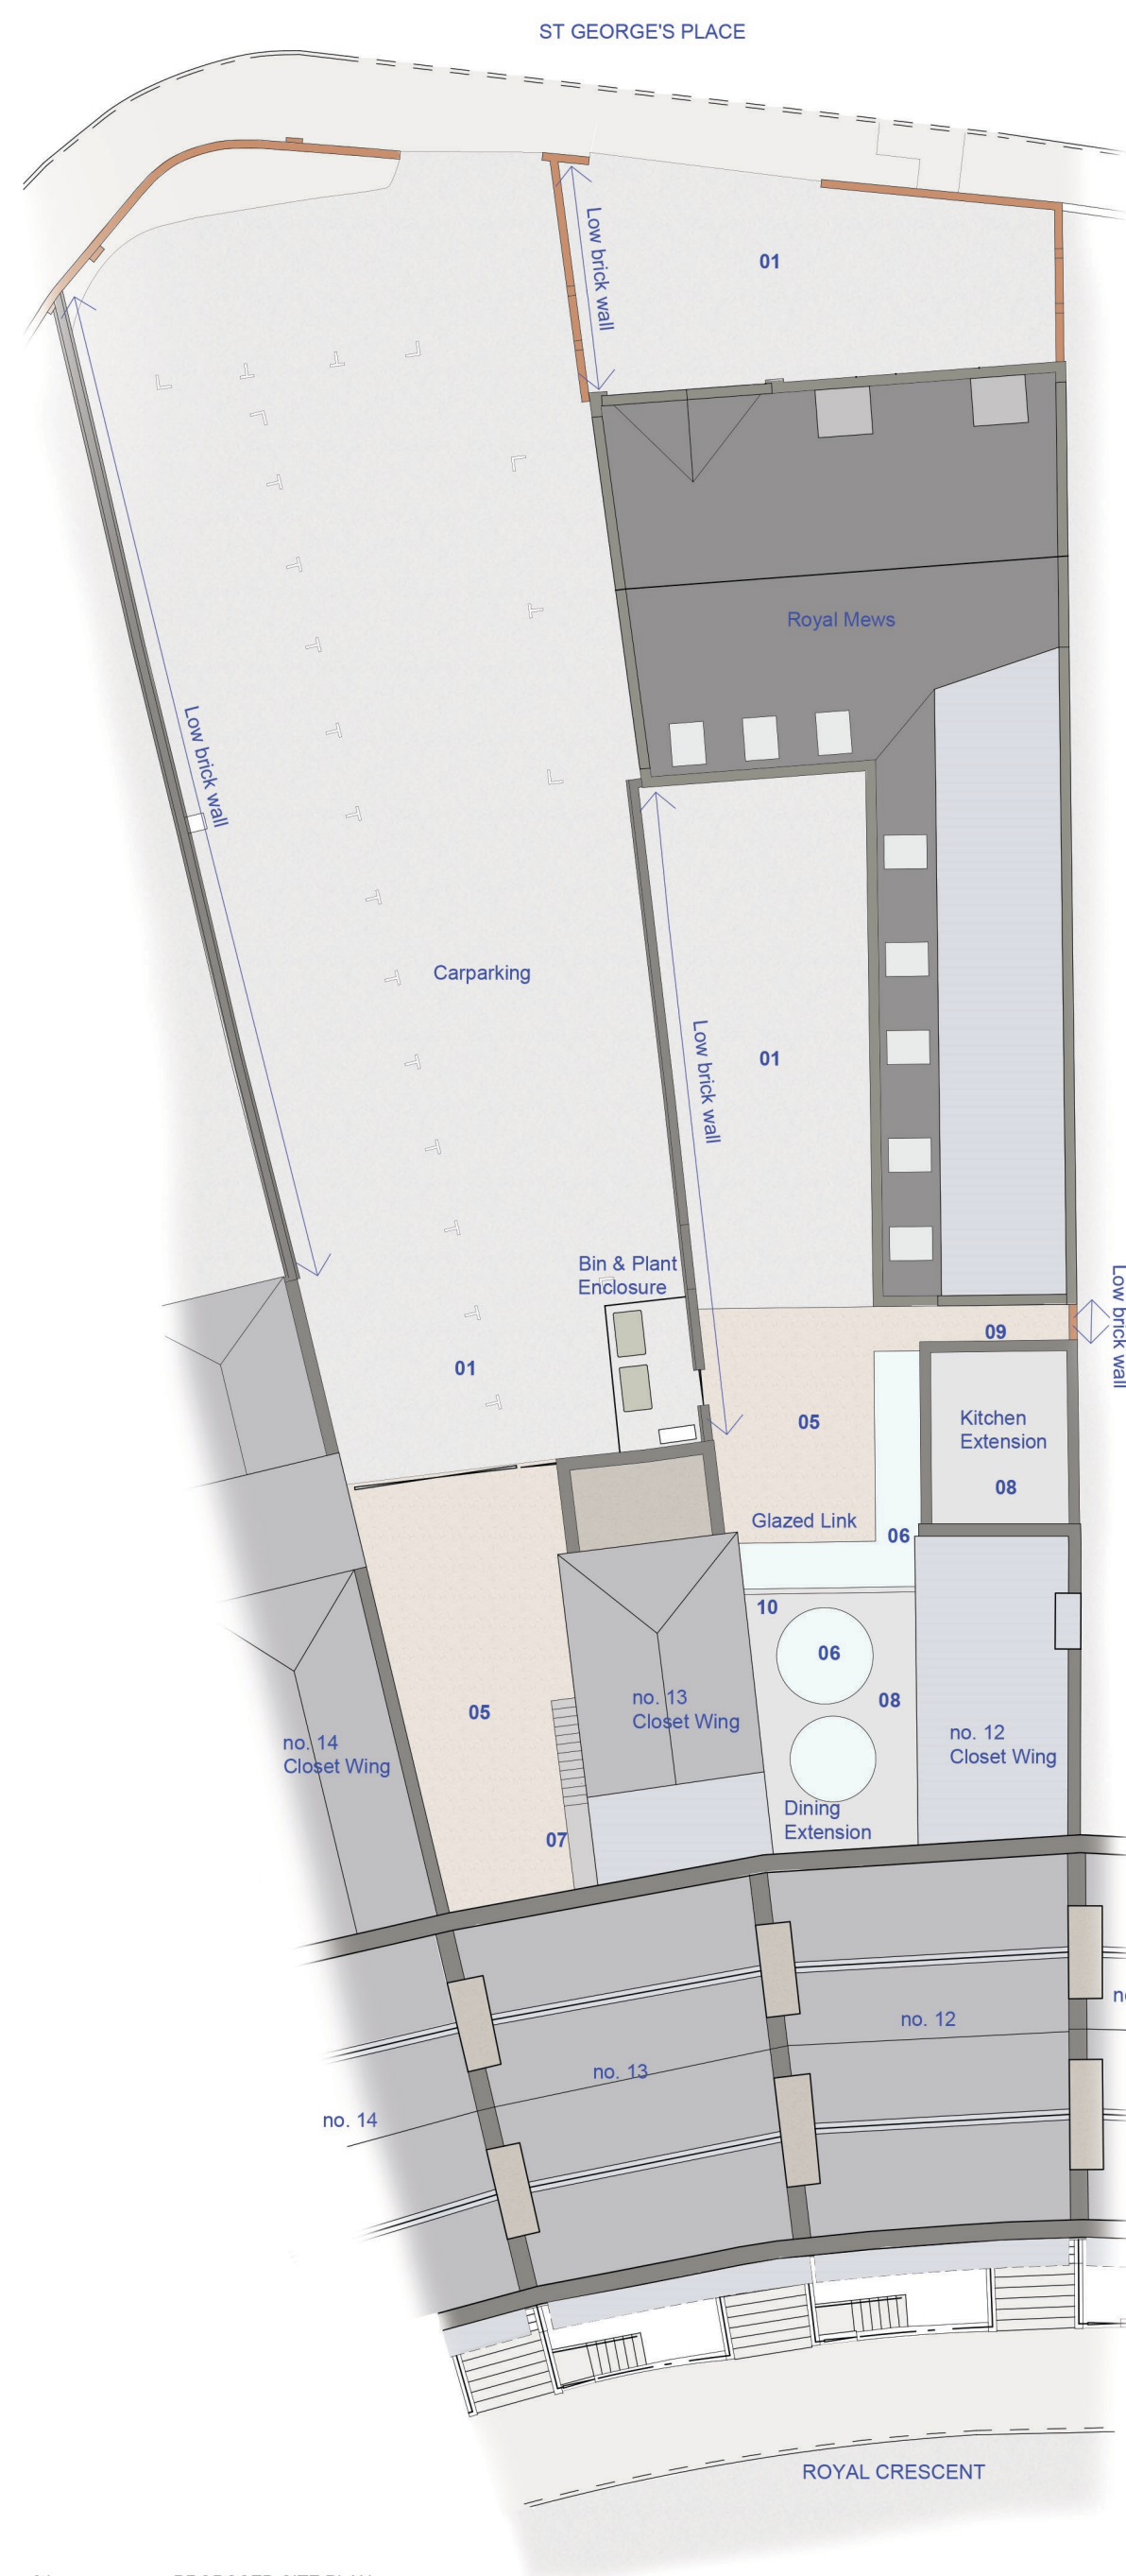 ST GEORGE'S PLACE
Low brick wall
01
Royal Mews
Low brick wall
Carparking
Low brick wall
01
Bin & Plant
Enclosure
Low brick wall
09
01
05
Kitchen
Extension
08
Glazed Link
06
10
06
no. 13
Closet Wing
08
05
no. 14
Closet Wing
no. 12
Closet Wing
Dining
Extension
07
no. 12
no. 13
no. 14
ROYAL CRESCENT